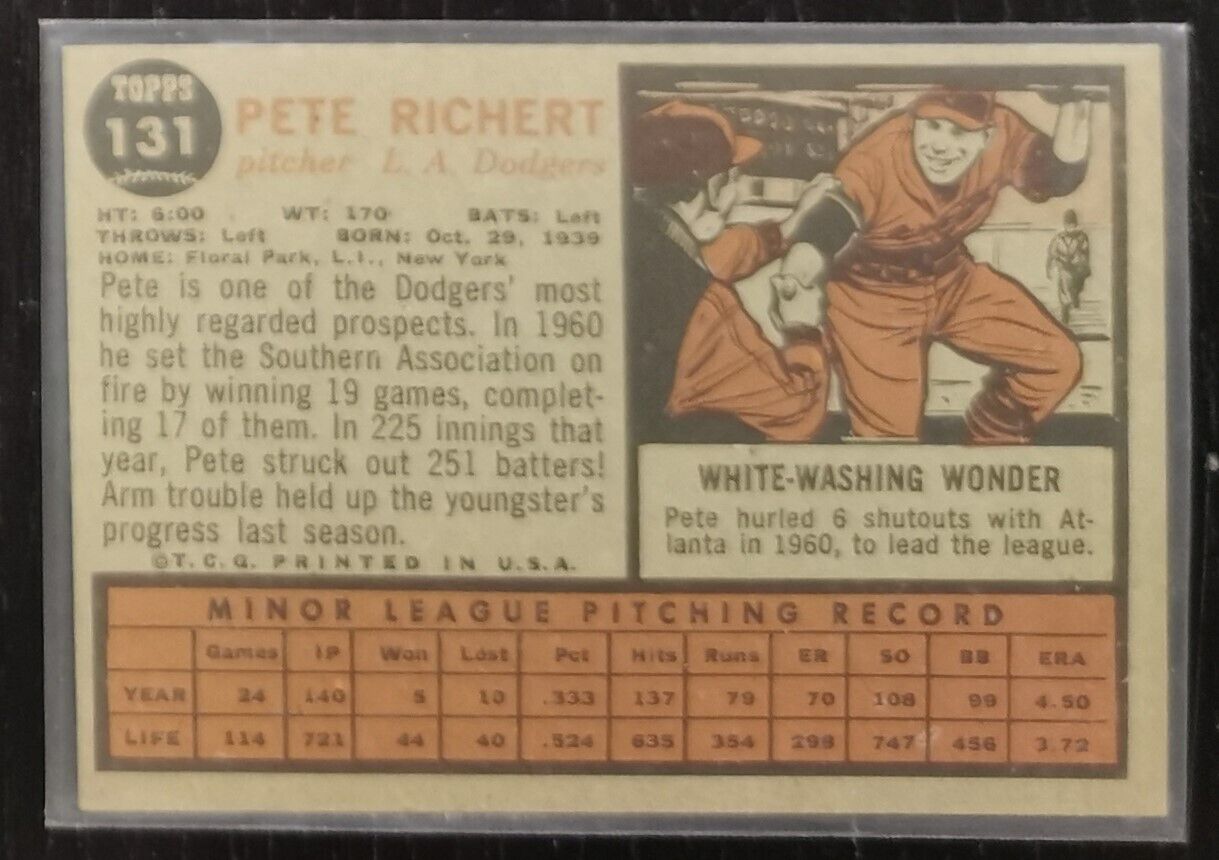 TOPPS
131
PETE RICHERT
pitcher L. A. Dodgers
HT: 6:00 WT: 170 BATS: Left
THROWS: Left BORN: Oct. 29, 1939
HOME: Floral Park, L.I., New York
Pete is one of the Dodgers' most
highly regarded prospects. In 1960
he set the Southern Association on
fire by winning 19 games, complet-
ing 17 of them. In 225 innings that
year, Pete struck out 251 batters!
Arm trouble held up the youngster's
progress last season.
©T. C. G. PRINTED IN U.S.A.
WHITE-WASHING WONDER
Pete hurled 6 shutouts with At-
lanta in 1960, to lead the league.
MINOR LEAGUE PITCHING RECORD
Games IP Won Lost Pct Hits Runs ER SO BB ERA
YEAR 24 140 5 10 .333 137 79 70 108 99 4.50
LIFE 114 721 44 40 .524 635 354 298 747 456 3.72